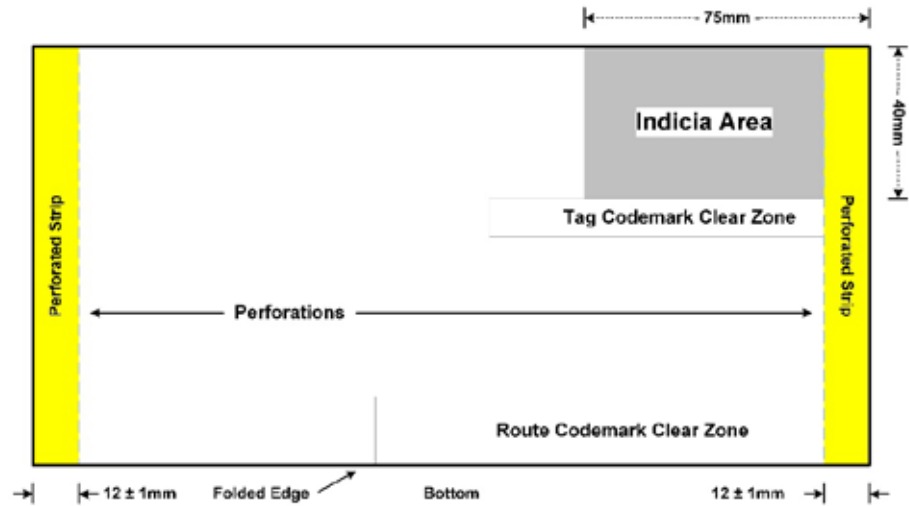 75mm
Indicia Area
40mm
Tag Codemark Clear Zone
Perforated Strip
Perforated Strip
Perforations
Route Codemark Clear Zone
12 ± 1mm
Folded Edge
Bottom
12 ± 1mm